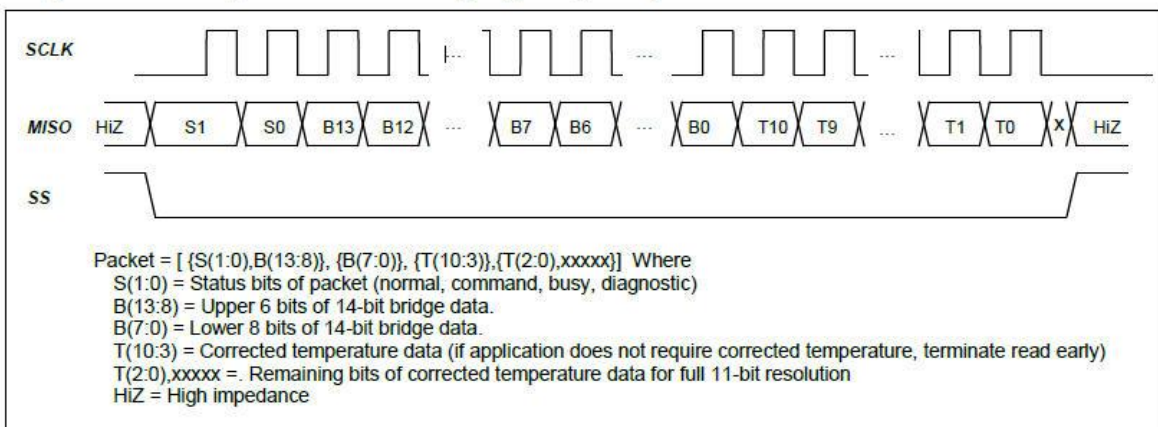 SCLK
... ... ...
MISO HiZ S1 S0 B13 B12 ... B7 B6 ... B0 T10 T9 ... T1 T0 X HiZ
SS
Packet = [ {S(1:0),B(13:8)}, {B(7:0)}, {T(10:3)},{T(2:0),xxxxx}] Where
S(1:0) = Status bits of packet (normal, command, busy, diagnostic)
B(13:8) = Upper 6 bits of 14-bit bridge data.
B(7:0) = Lower 8 bits of 14-bit bridge data.
T(10:3) = Corrected temperature data (if application does not require corrected temperature, terminate read early)
T(2:0),xxxxx =. Remaining bits of corrected temperature data for full 11-bit resolution
HiZ = High impedance